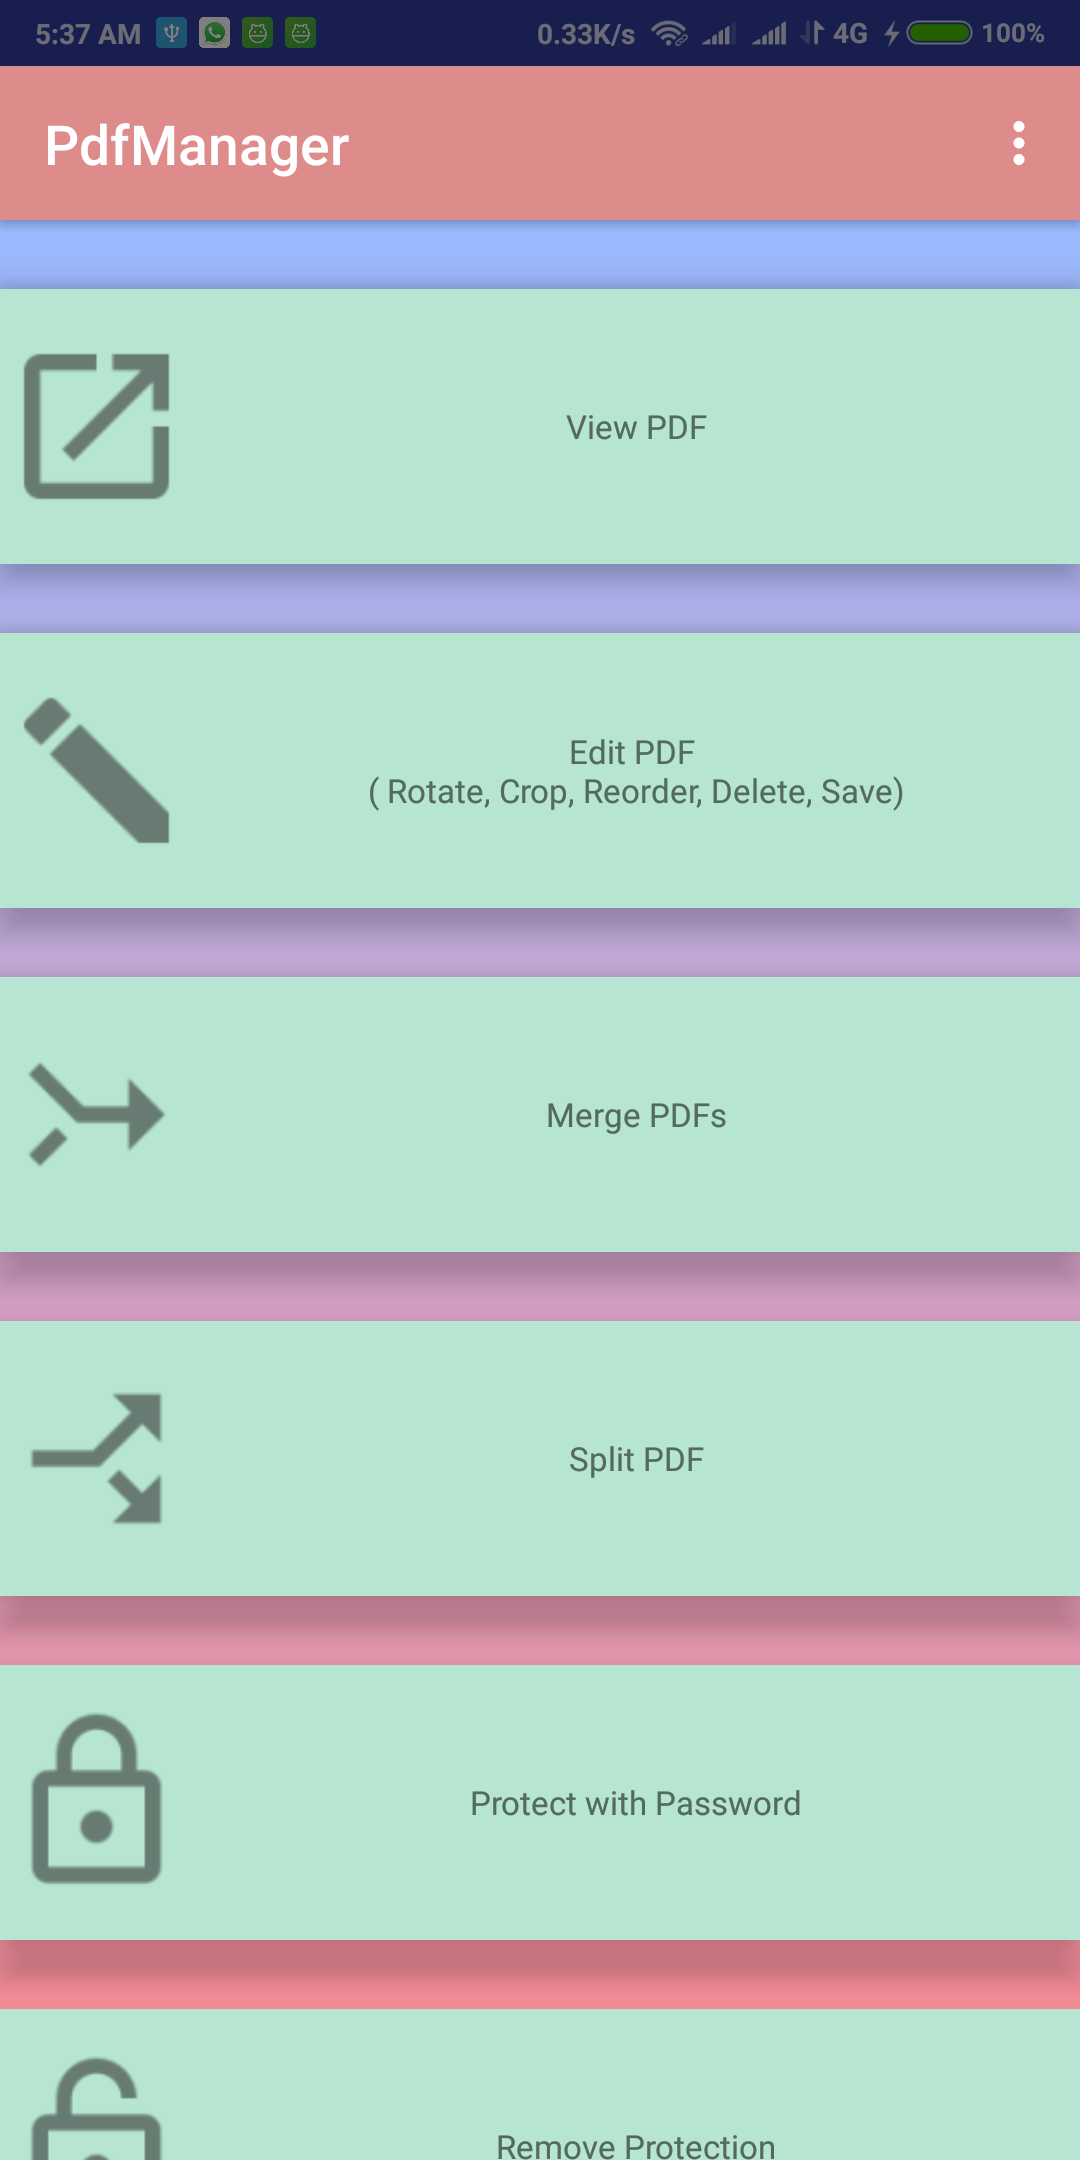 5:37 AM
0.33K/s
4G
100%
PdfManager
View PDF
Edit PDF
( Rotate, Crop, Reorder, Delete, Save)
Merge PDFs
Split PDF
Protect with Password
Remove Protection